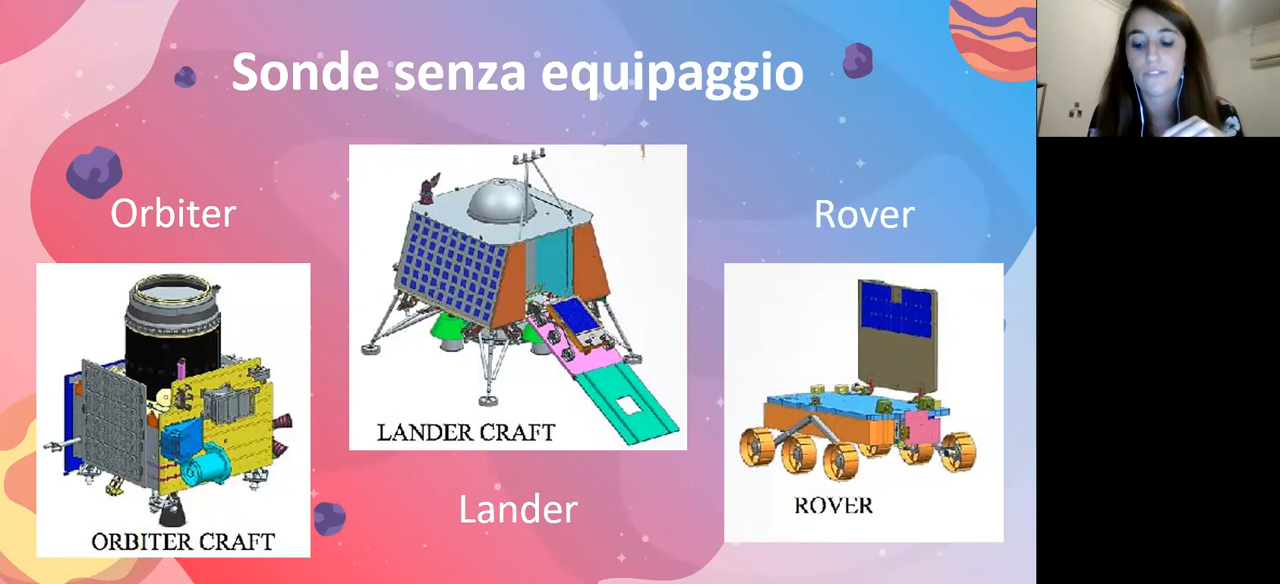 Sonde senza equipaggio
Orbiter
Rover
LANDER CRAFT
Lander
ROVER
ORBITER CRAFT